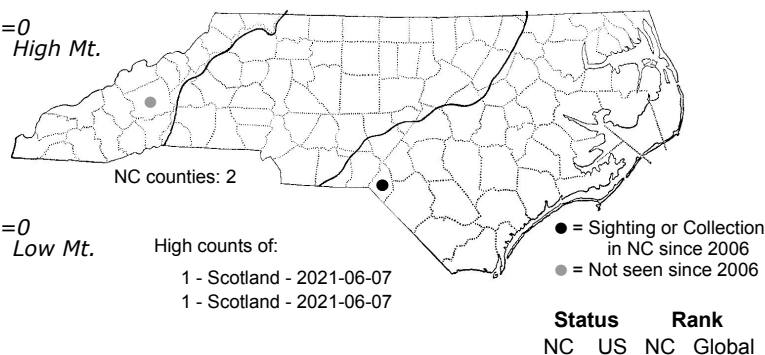 =0
High Mt.
NC counties: 2
=0
Low Mt.
High counts of:
1 - Scotland - 2021-06-07
1 - Scotland - 2021-06-07
● = Sighting or Collection
in NC since 2006
● = Not seen since 2006
Status Rank
NC US NC Global